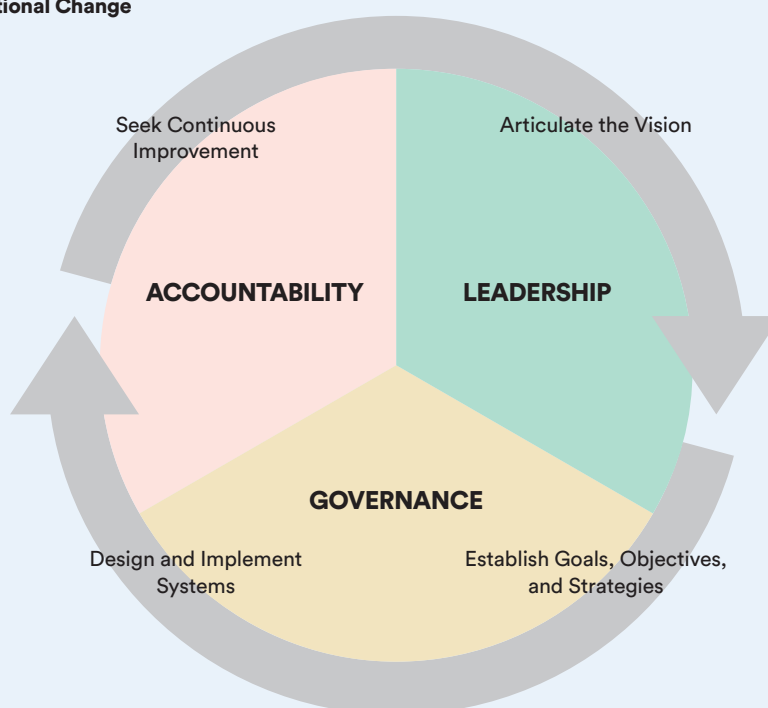 tional Change
Seek Continuous
Improvement
Articulate the Vision
ACCOUNTABILITY
LEADERSHIP
GOVERNANCE
Design and Implement
Systems
Establish Goals, Objectives,
and Strategies